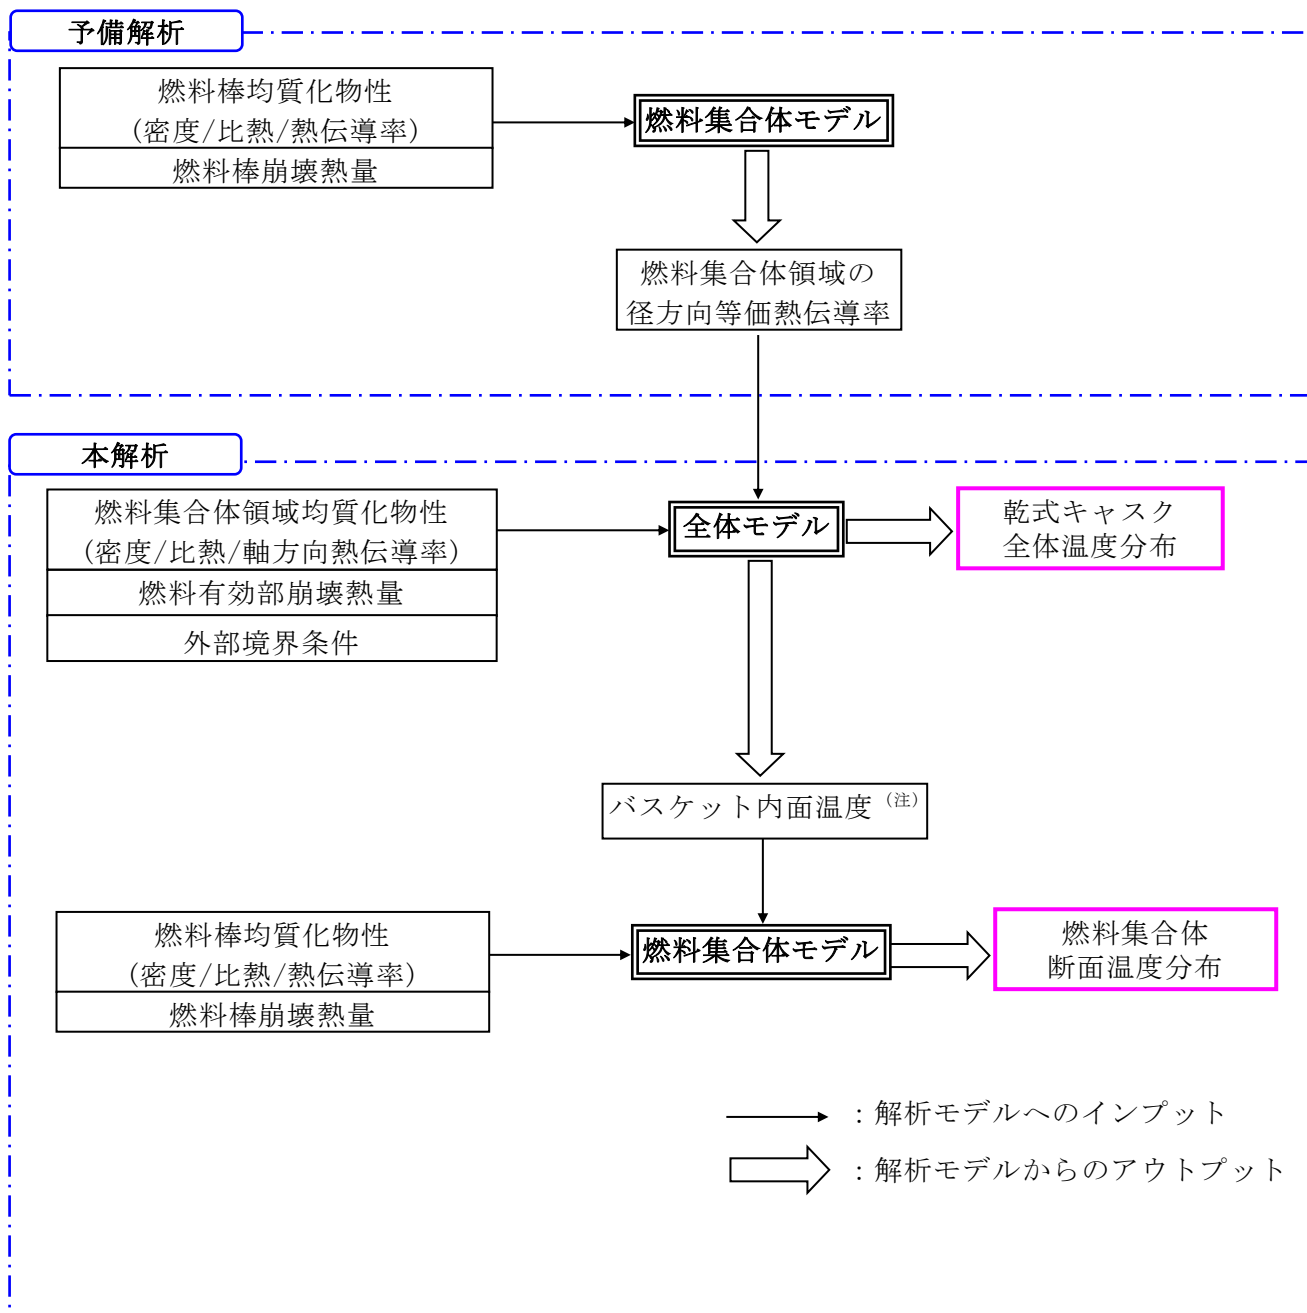 予備解析
燃料棒均質化物性
(密度/比熱/熱伝導率)
燃料棒崩壊熱量
燃料集合体モデル
燃料集合体領域の
径方向等価熱伝導率
本解析
燃料集合体領域均質化物性
(密度/比熱/軸方向熱伝導率)
燃料有効部崩壊熱量
外部境界条件
全体モデル
乾式キャスク
全体温度分布
バスケット内面温度(注)
燃料棒均質化物性
(密度/比熱/熱伝導率)
燃料棒崩壊熱量
燃料集合体モデル
燃料集合体
断面温度分布
:解析モデルへのインプット
:解析モデルからのアウトプット